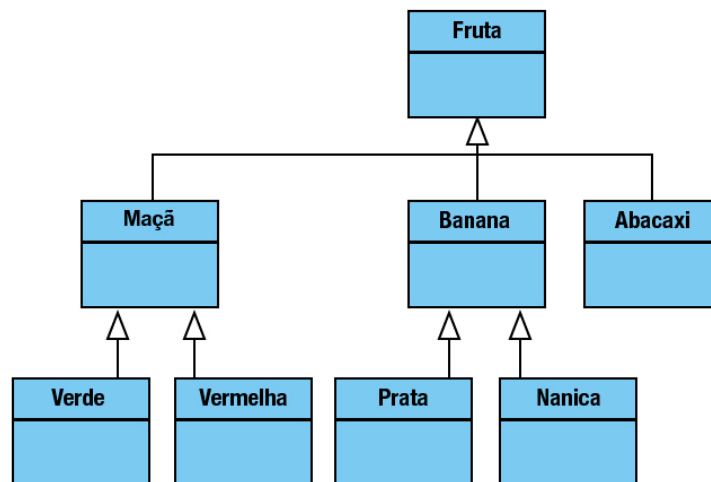 Fruta
Maçã
Banana
Abacaxi
Verde
Vermelha
Prata
Nanica